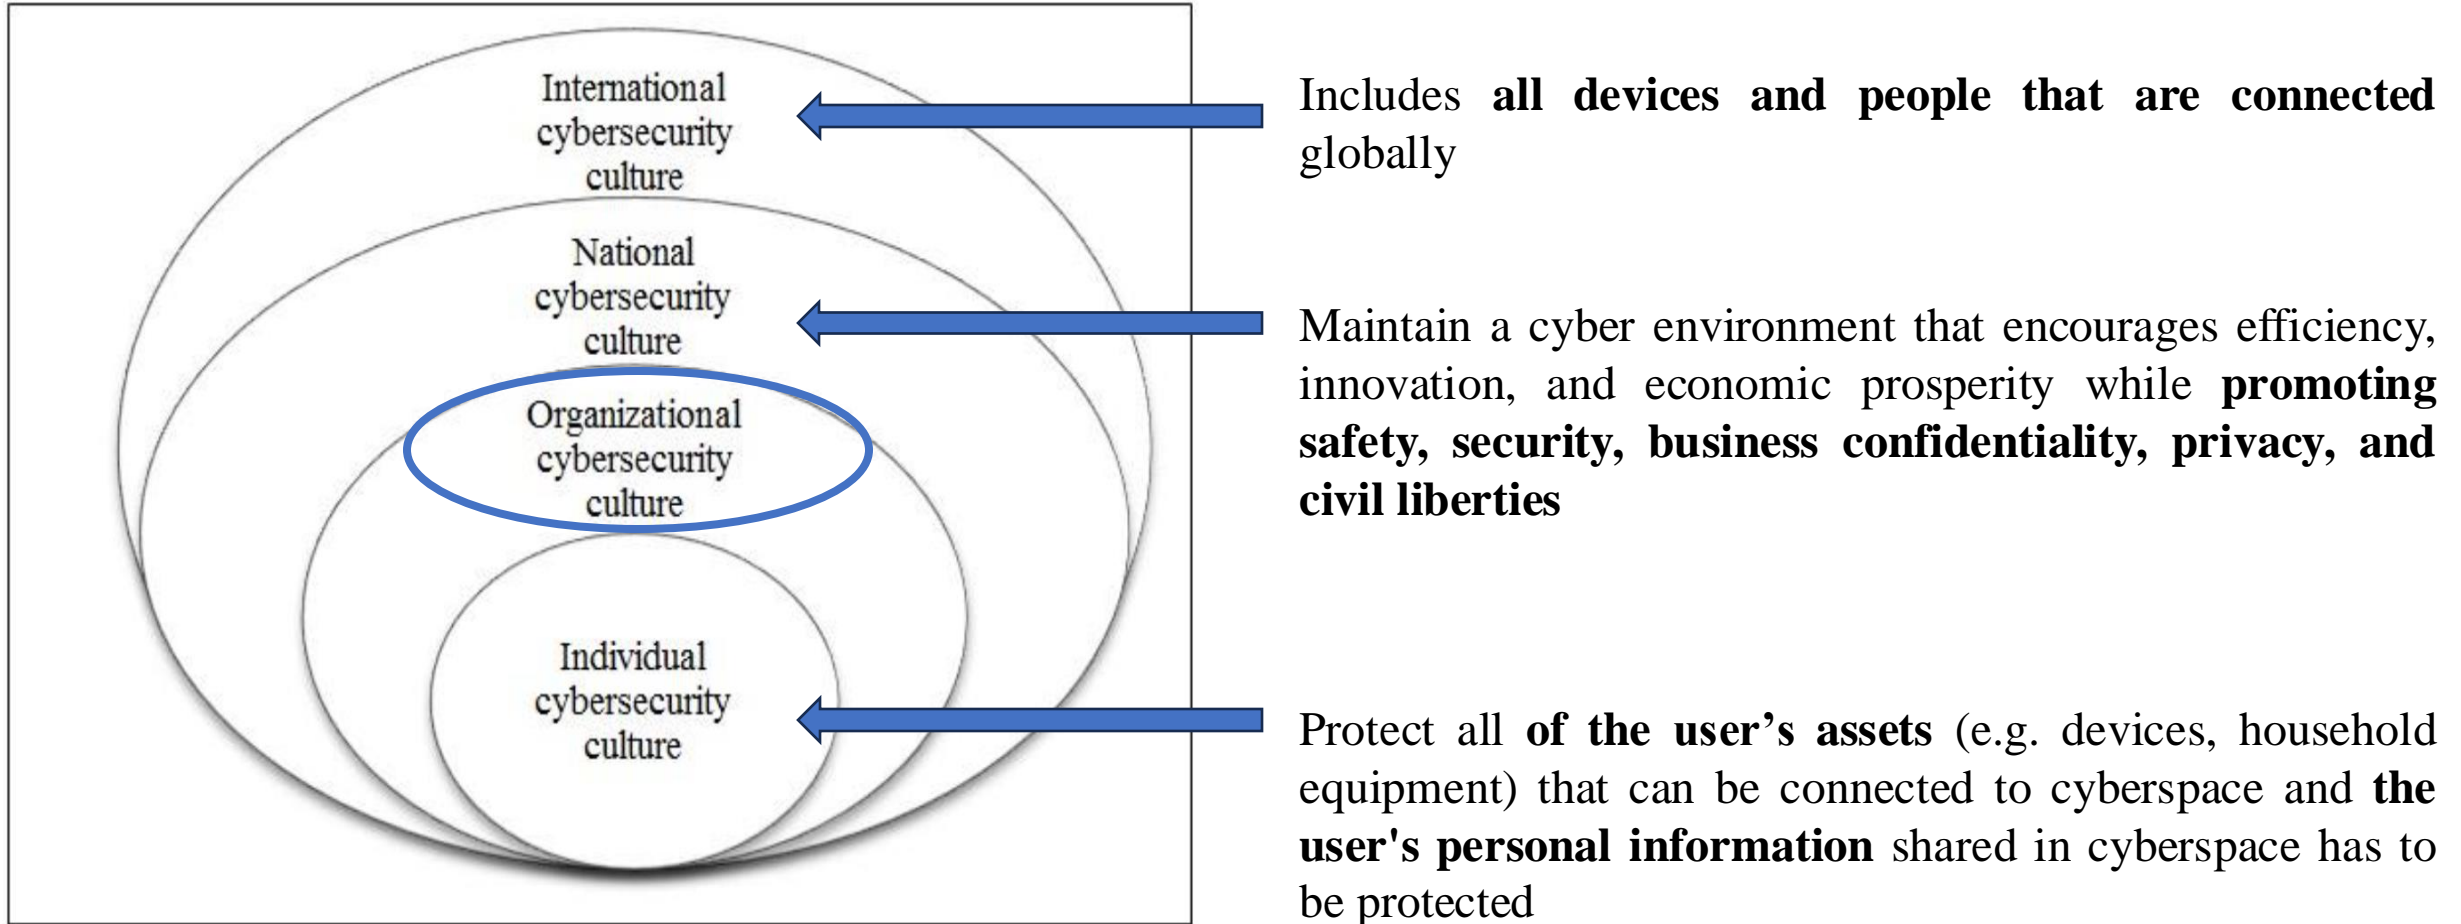 International
cybersecurity
culture
National
cybersecurity
culture
Organizational
cybersecurity
culture
Individual
cybersecurity
culture
Includes all devices and people that are connected
globally
Maintain a cyber environment that encourages efficiency,
innovation, and economic prosperity while promoting
safety, security, business confidentiality, privacy, and
civil liberties
Protect all of the user’s assets (e.g. devices, household
equipment) that can be connected to cyberspace and the
user's personal information shared in cyberspace has to
be protected